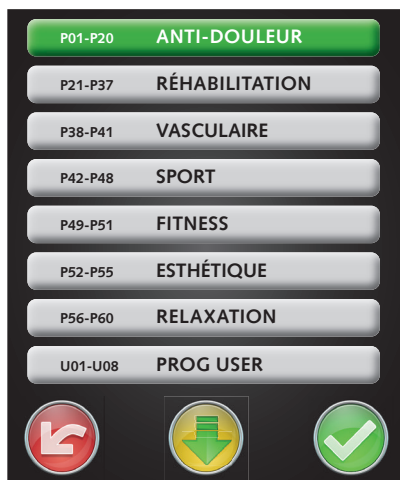 P01-P20 ANTI-DOULEUR
P21-P37 RÉHABILITATION
P38-P41 VASCULAIRE
P42-P48 SPORT
P49-P51 FITNESS
P52-P55 ESTHÉTIQUE
P56-P60 RELAXATION
U01-U08 PROG USER